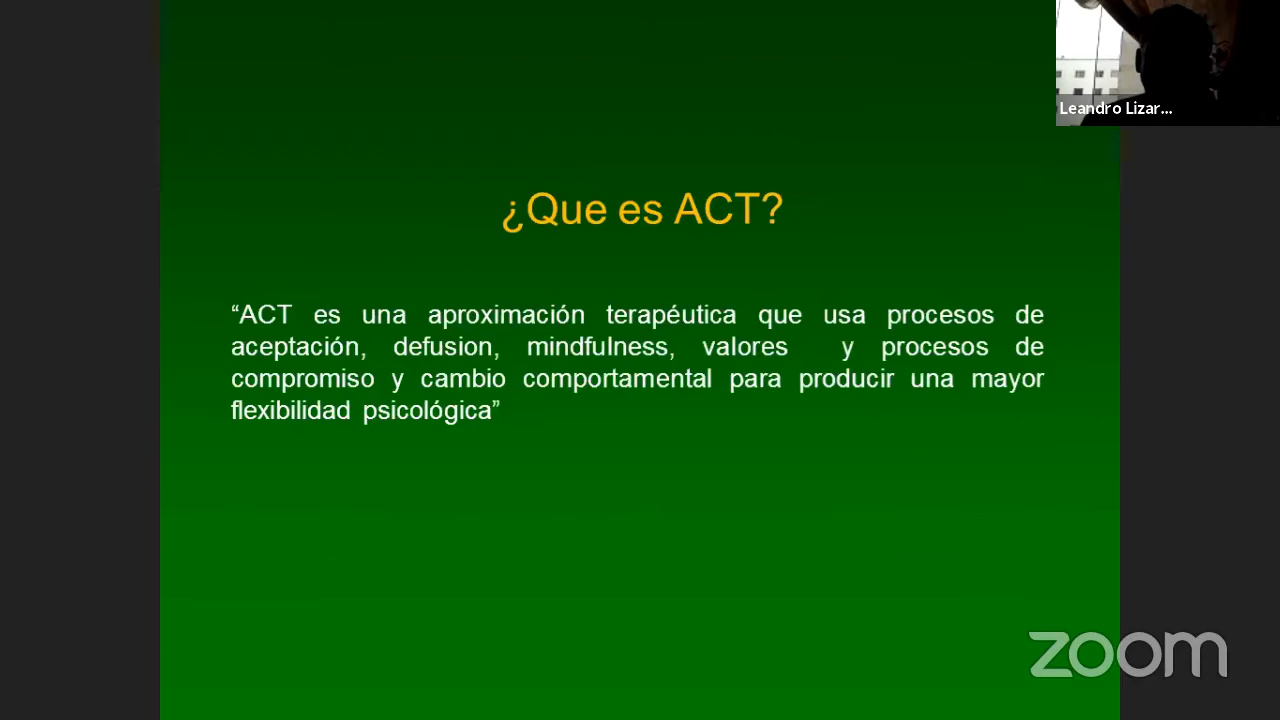 Leandro Lizar...
¿Que es ACT?
“ACT es una aproximación terapéutica que usa procesos de
aceptación, defusion, mindfulness, valores y procesos de
compromiso y cambio comportamental para producir una mayor
flexibilidad psicológica”
zoom